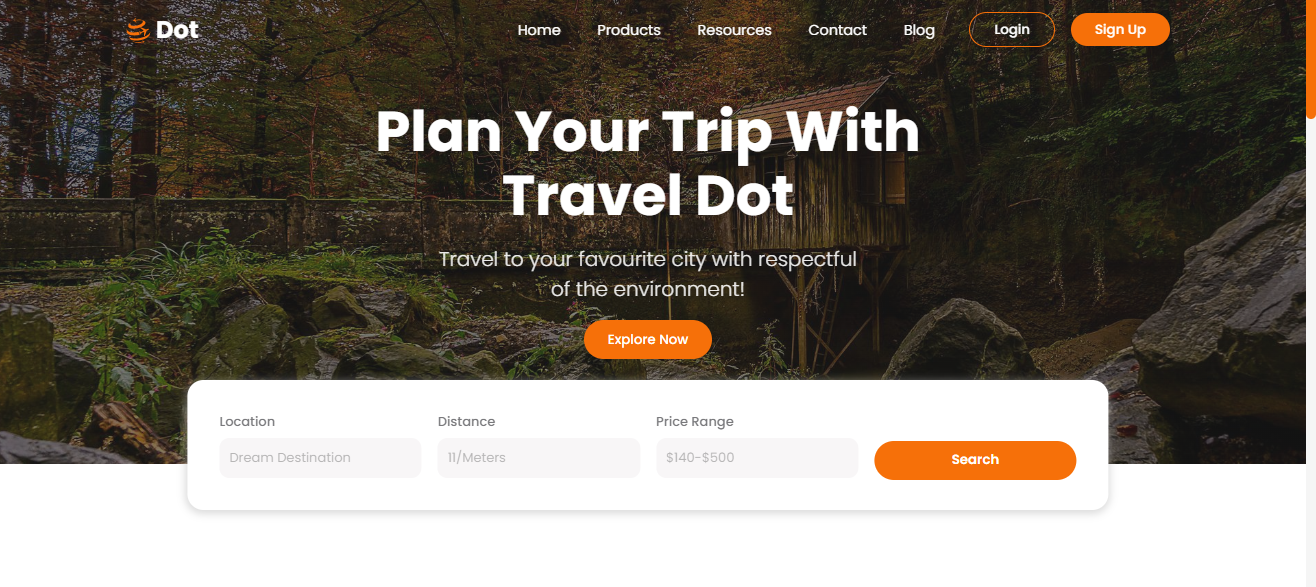 Dot
Home Products Resources Contact Blog Login Sign Up
Plan Your Trip With
Travel Dot
Travel to your favourite city with respectful
of the environment!
Explore Now
Location Distance Price Range
Dream Destination 11/Meters $140-$500 Search